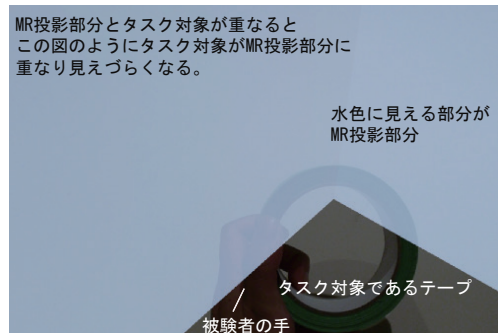 MR投影部分とタスク対象が重なると
この図のようにタスク対象がMR投影部分に
重なり見えづらくなる。
水色に見える部分が
MR投影部分
タスク対象であるテープ
被験者の手